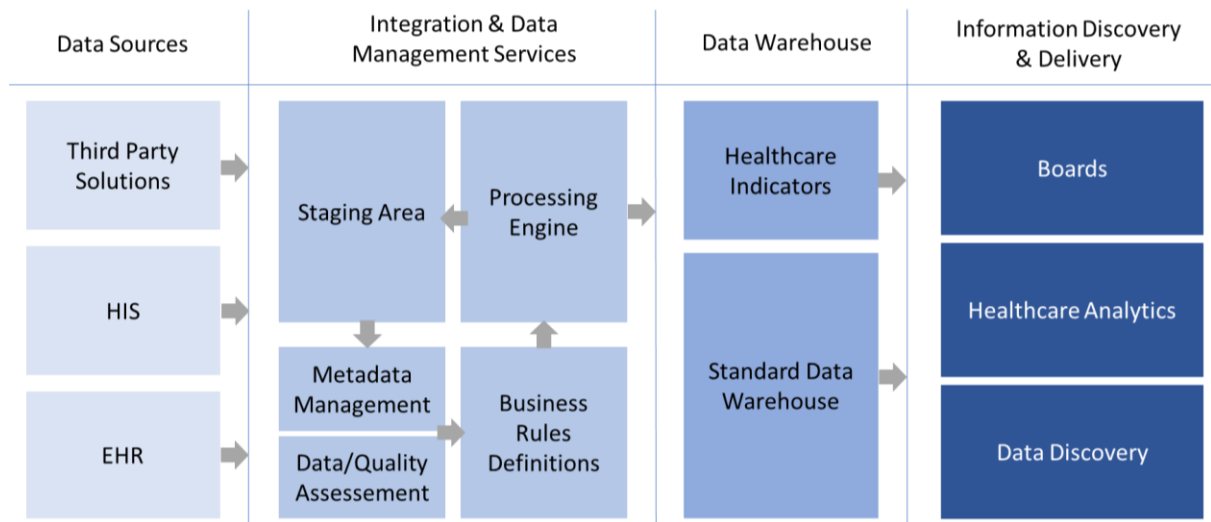 Data Sources
Integration & Data
Management Services
Data Warehouse
Information Discovery
& Delivery
Third Party
Solutions
HIS
EHR
Staging Area
Processing
Engine
Metadata
Management
Data/Quality
Assessement
Business
Rules
Definitions
Healthcare
Indicators
Standard Data
Warehouse
Boards
Healthcare Analytics
Data Discovery